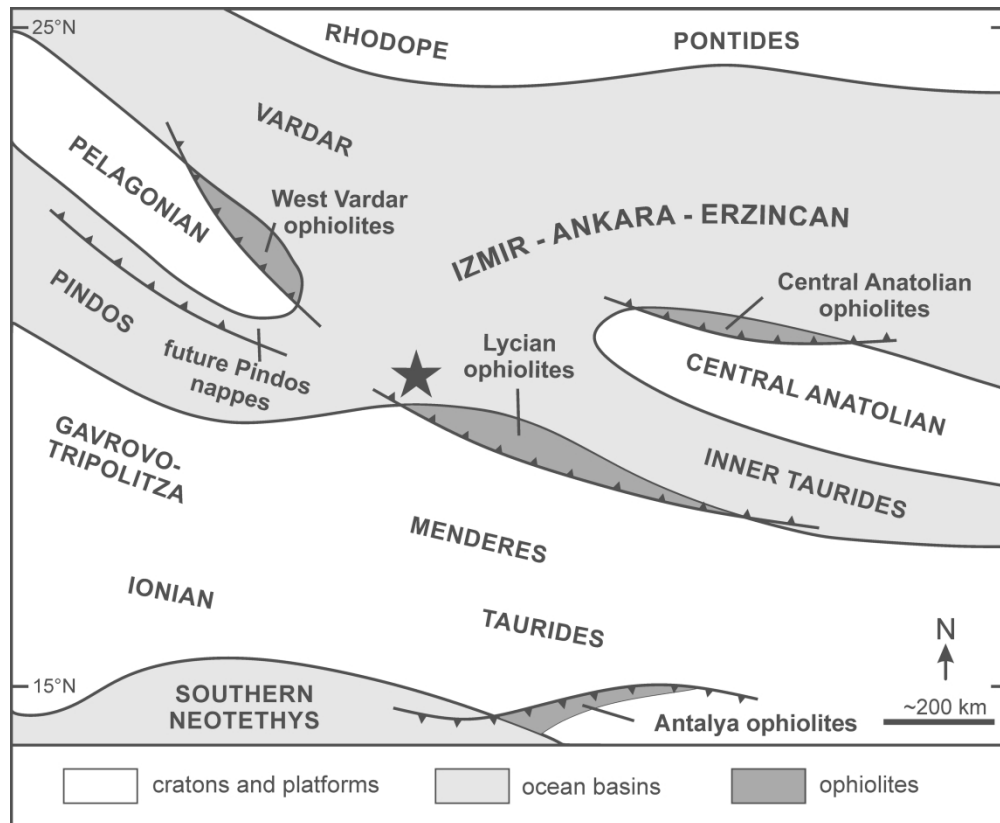 25°N
RHODOPE
PONTIDES
VARDAR
PELAGONIAN
West Vardar
ophiolites
IZMIR - ANKARA - ERZINCAN
PINDOS
Central Anatolian
ophiolites
future Pindos
nappes
Lycian
ophiolites
CENTRAL ANATOLIAN
GAVROVO-
TRIPOLITZA
INNER TAURIDES
MENDERES
IONIAN
TAURIDES
N
15°N
SOUTHERN
NEOTETHYS
Antalya ophiolites
~200 km
cratons and platforms
ocean basins
ophiolites